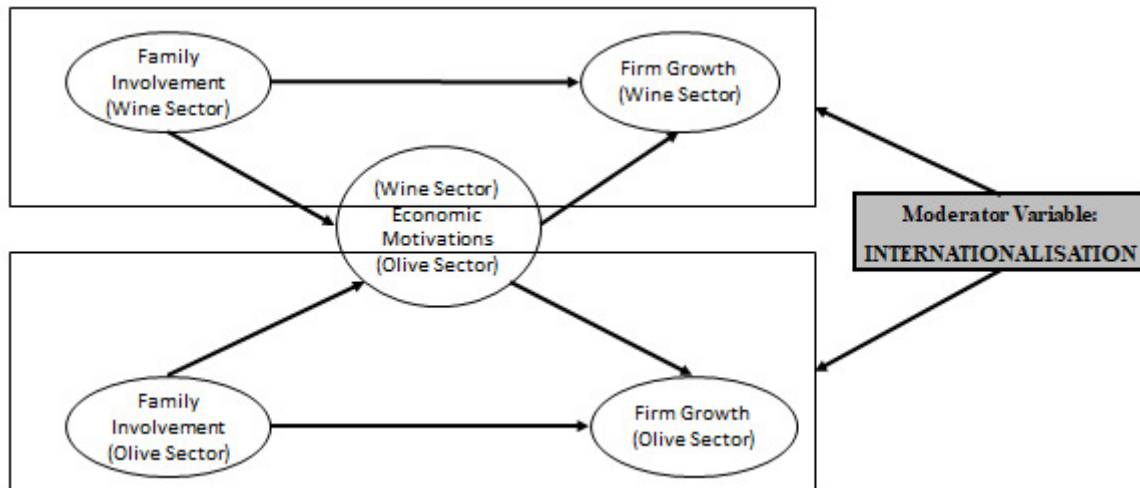 Family
Involvement
(Wine Sector)
Firm Growth
(Wine Sector)
(Wine Sector)
Economic
Motivations
(Olive Sector)
Moderator Variable:
INTERNATIONALISATION
Family
Involvement
(Olive Sector)
Firm Growth
(Olive Sector)